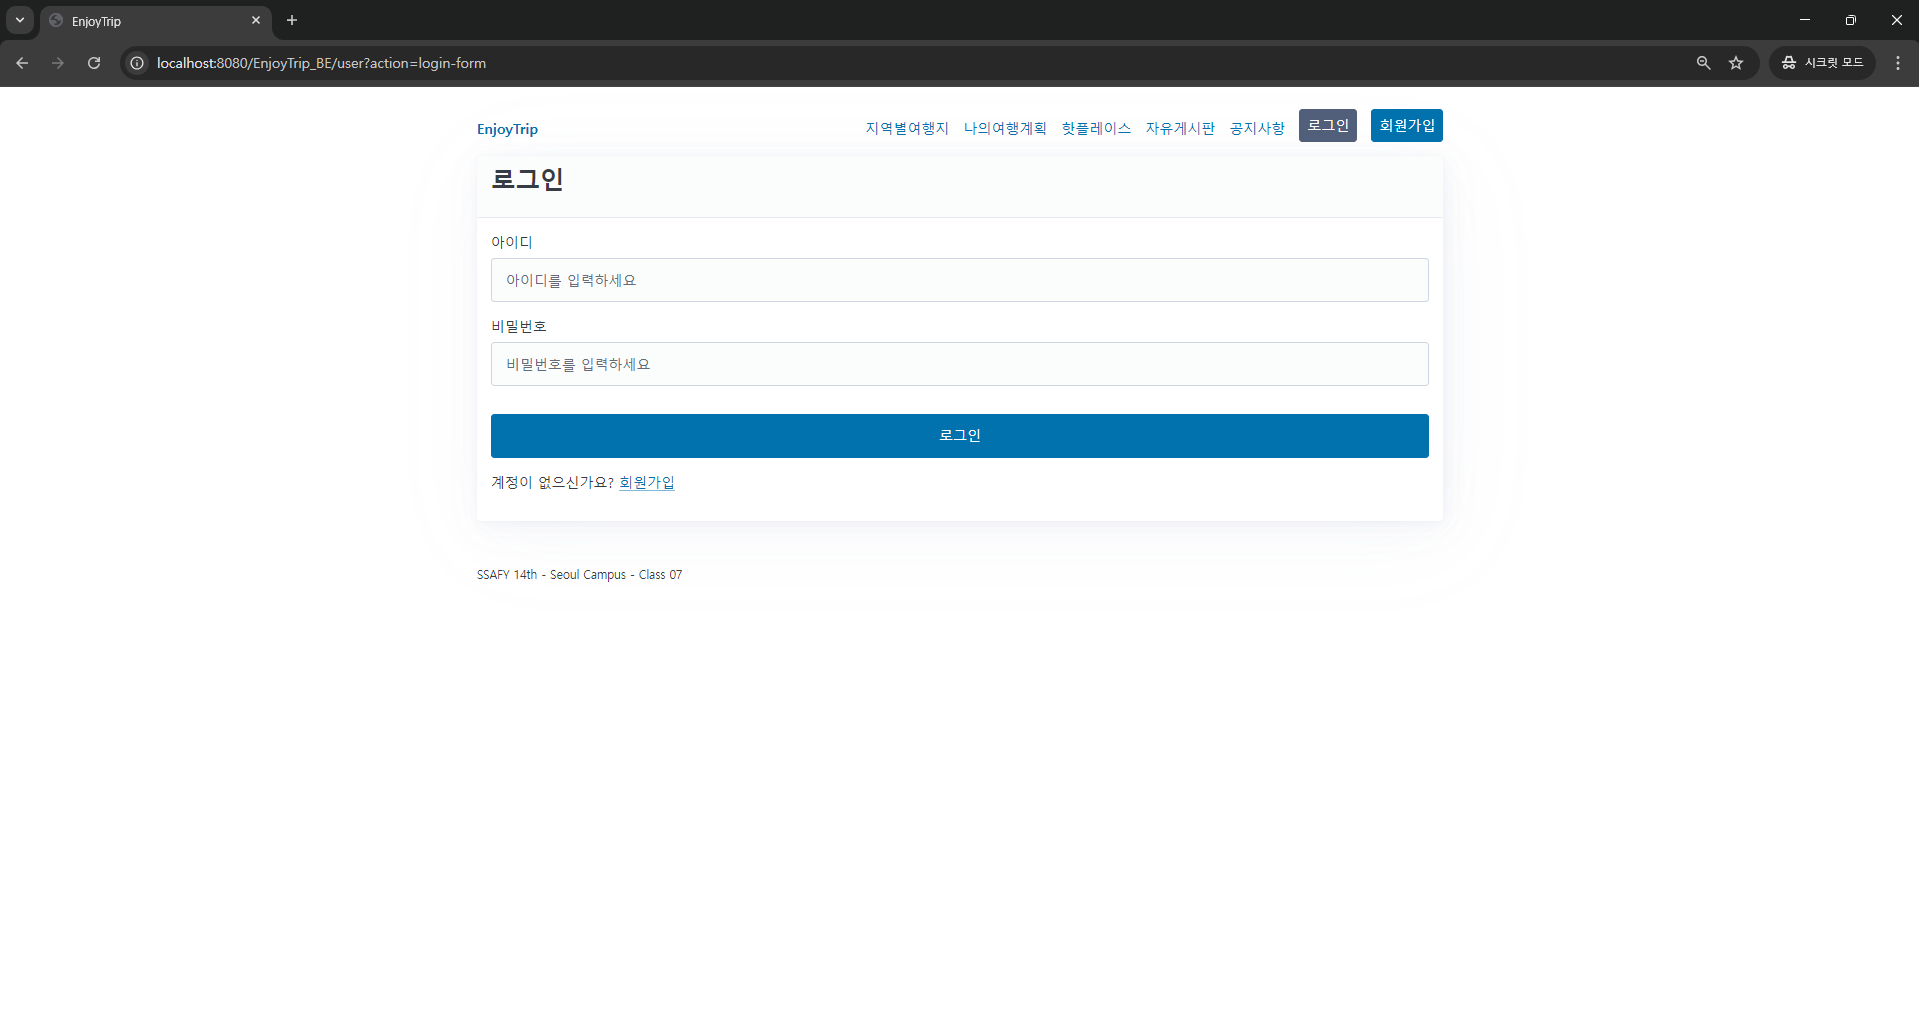 EnjoyTrip
localhost:8080/EnjoyTrip_BE/user?action=login-form
시크릿 모드
EnjoyTrip 지역별여행지 나의여행계획 핫플레이스 자유게시판 공지사항 로그인 회원가입
로그인
아이디
아이디를 입력하세요
비밀번호
비밀번호를 입력하세요
로그인
계정이 없으신가요? 회원가입
SSAFY 14th - Seoul Campus - Class 07